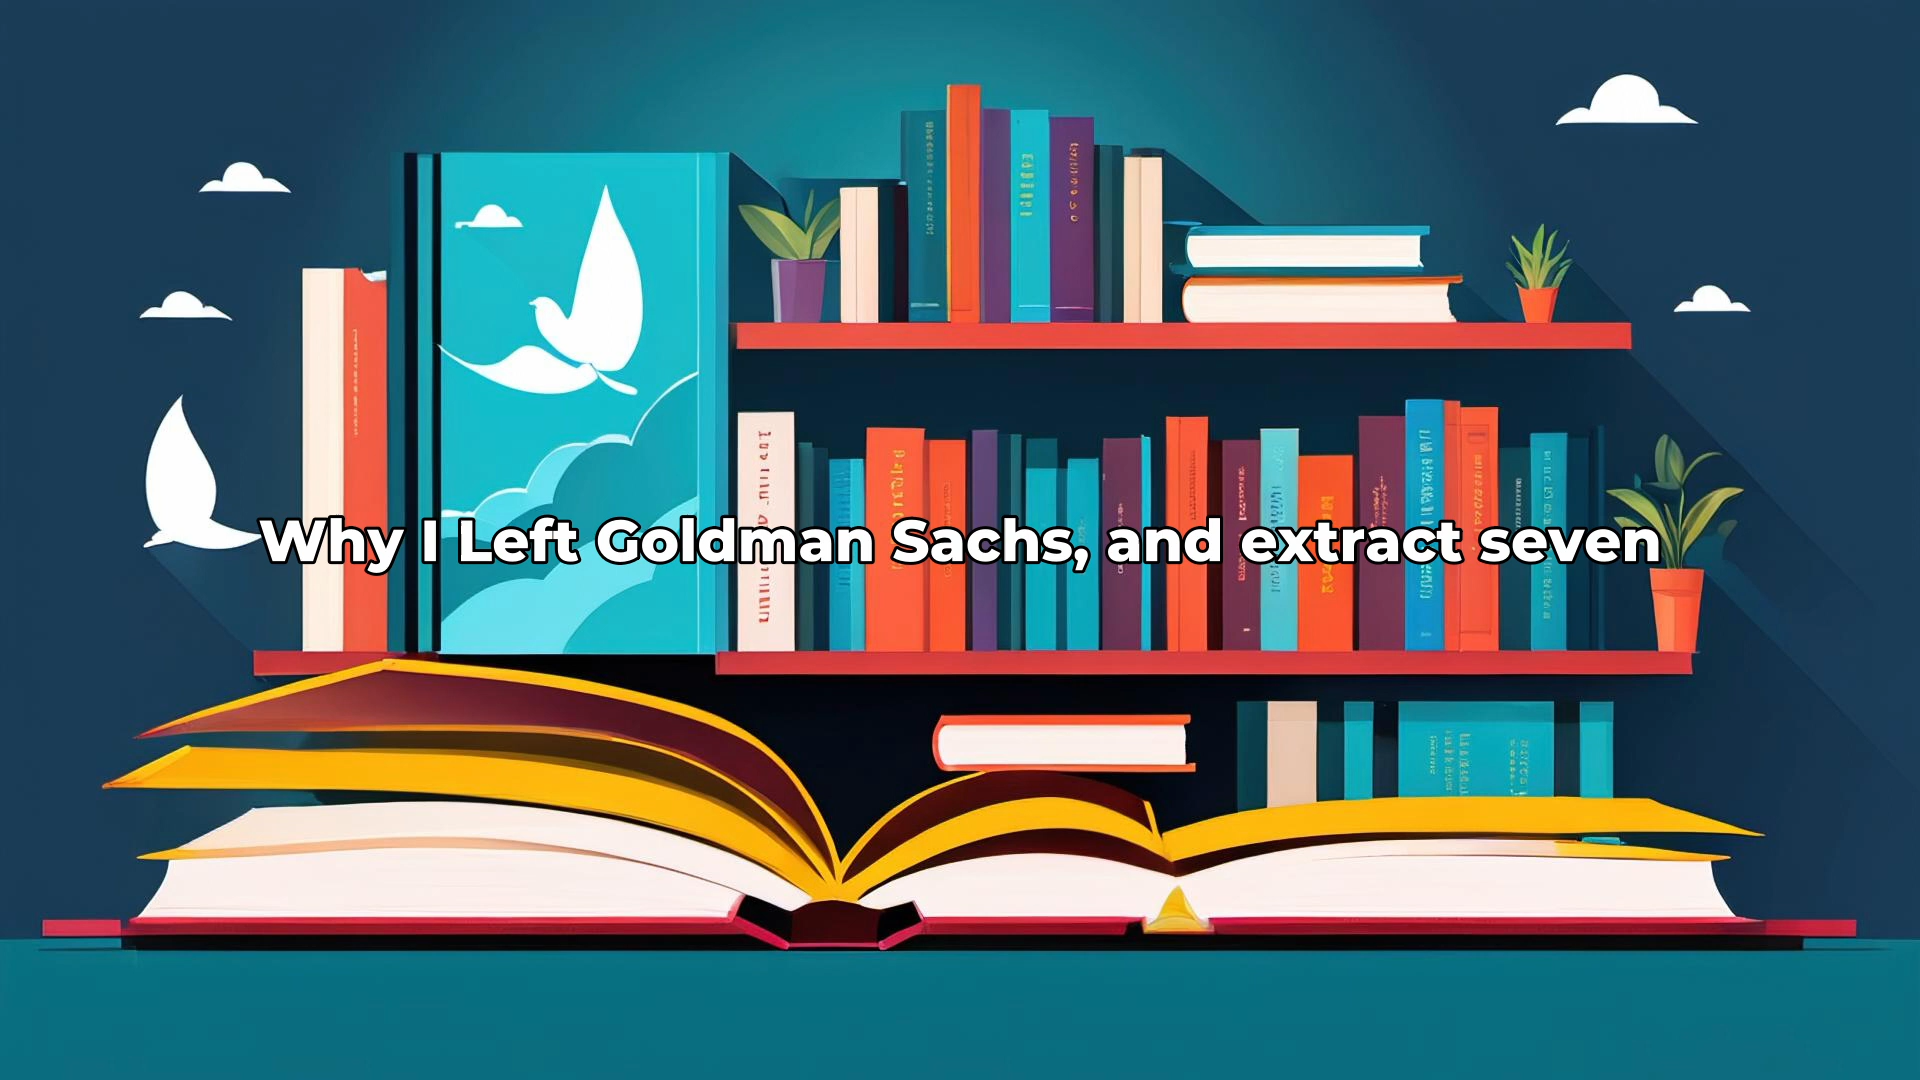 Why I Left Goldman Sachs, and extract seven